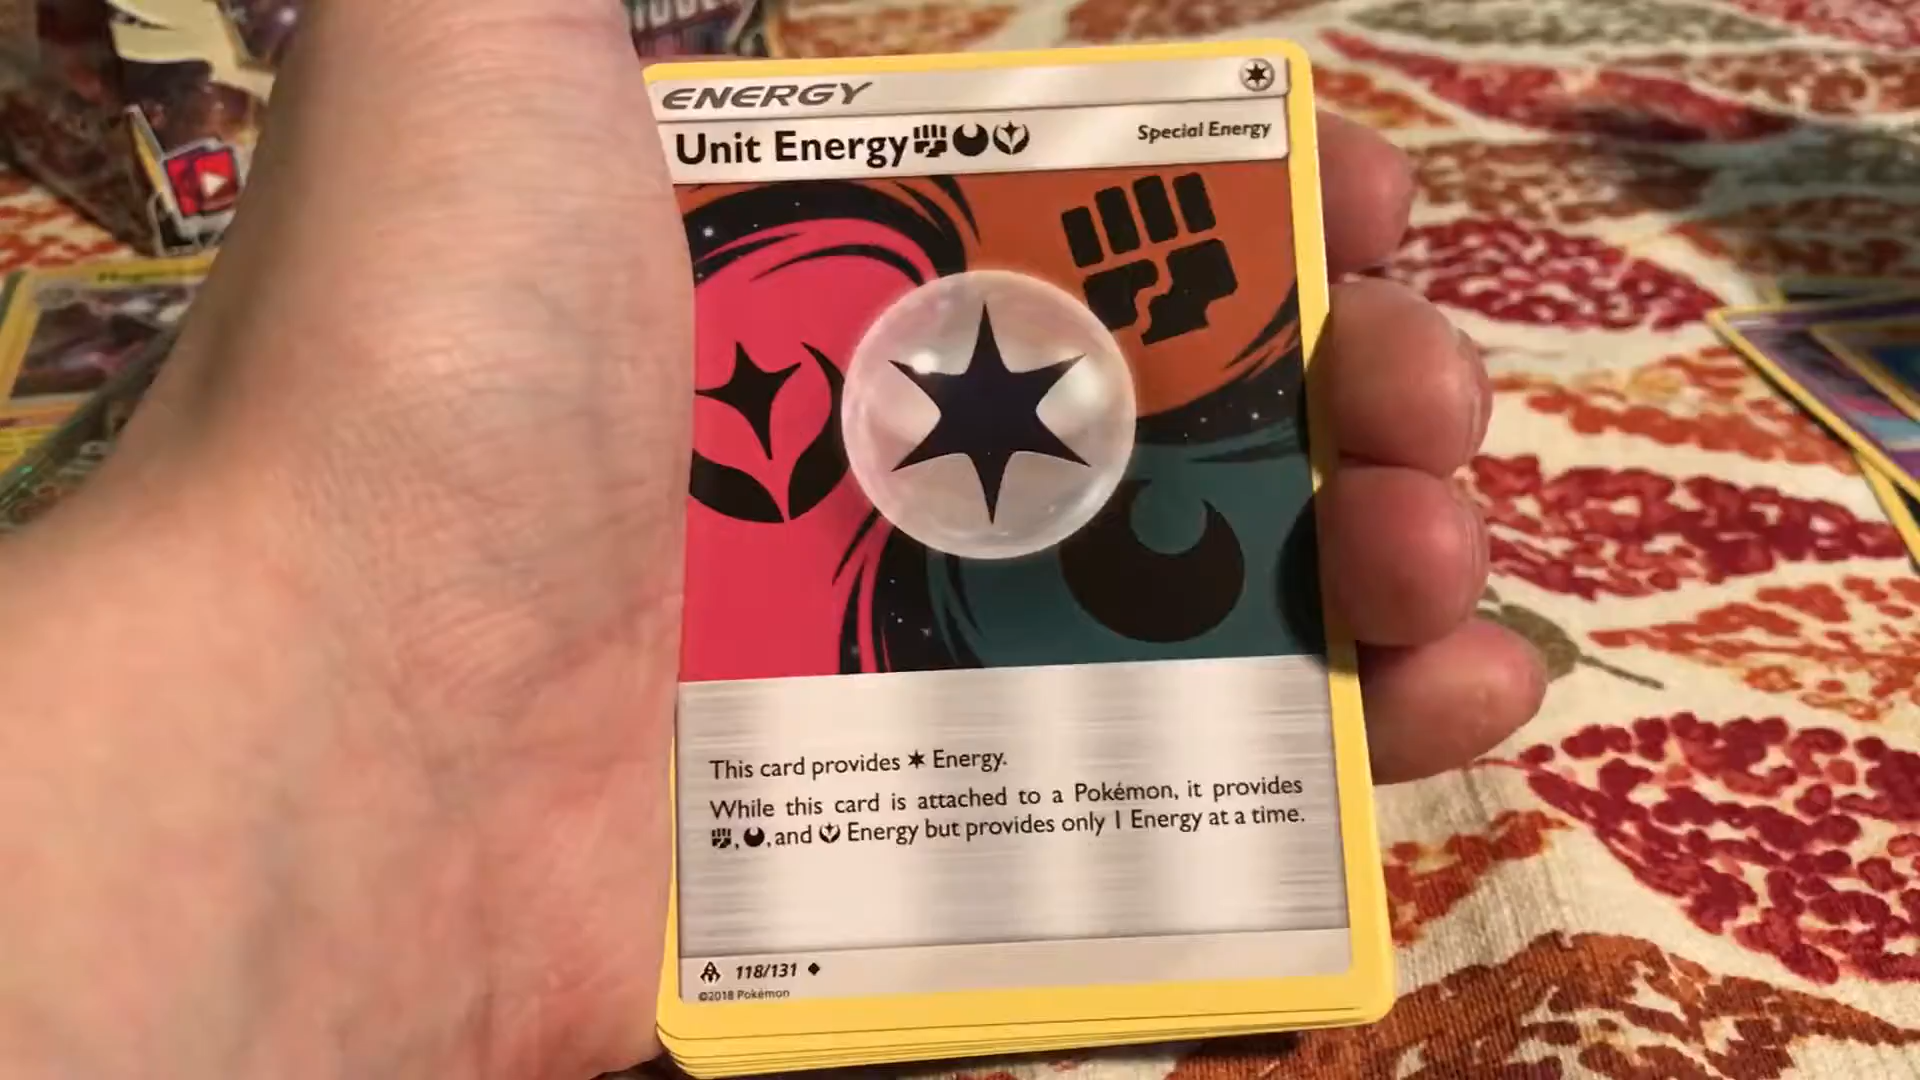 ENERGY
Unit Energy
Special Energy
This card provides Energy.
While this card is attached to a Pokémon, it provides
, , and Energy but provides only 1 Energy at a time.
118/131
©2018 Pokémon